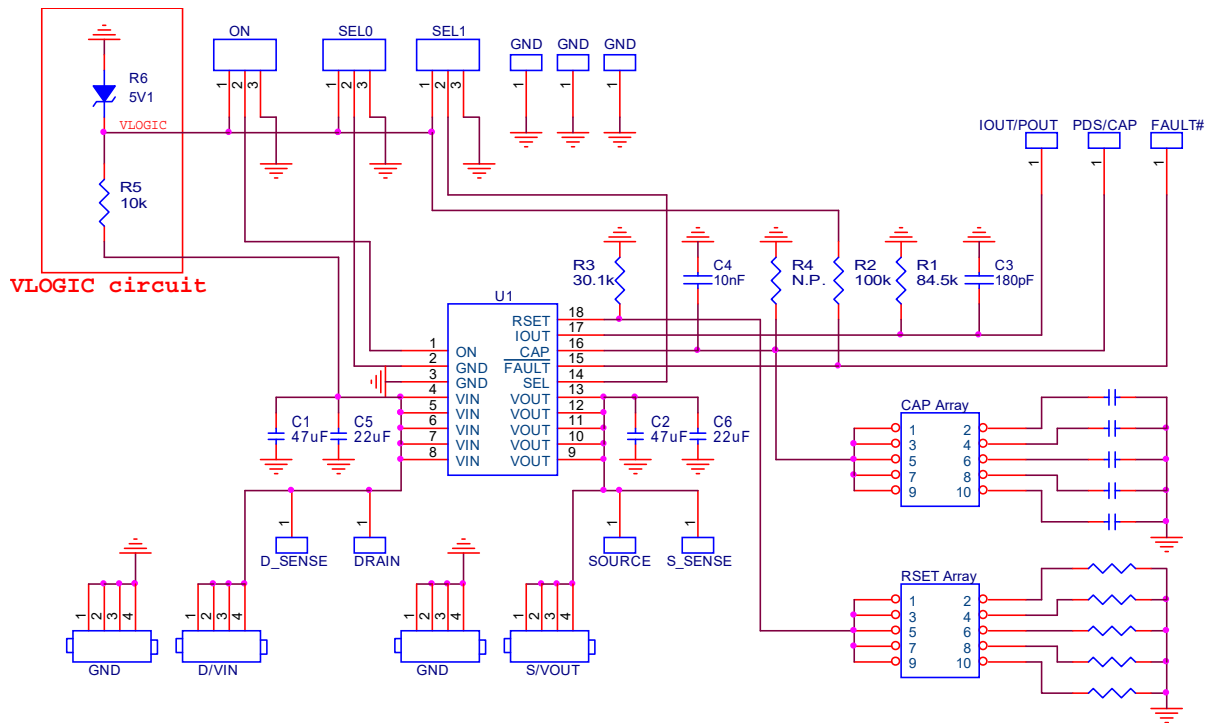 ON
SEL0
SEL1
GND
GND
GND
1
2
3
1
2
3
1
2
3
1
1
1
R6
5V1
VLOGIC
R5
10k
VLOGIC circuit
IOUT/POUT
PDS/CAP
FAULT#
1
1
1
R3
30.1k
C4
10nF
R4
N.P.
R2
100k
R1
84.5k
C3
180pF
U1
1
2
3
4
5
6
7
8
ON
GND
GND
VIN
VIN
VIN
VIN
VIN
RSET
IOUT
CAP
FAULT
SEL
VOUT
VOUT
VOUT
VOUT
VOUT
18
17
16
15
14
13
12
11
10
9
C1
47uF
C5
22uF
C2
47uF
C6
22uF
CAP Array
1
3
5
7
9
2
4
6
8
10
1
D_SENSE
1
DRAIN
1
SOURCE
1
S_SENSE
RSET Array
1
3
5
7
9
2
4
6
8
10
1
2
3
4
GND
1
2
3
4
D/VIN
1
2
3
4
GND
1
2
3
4
S/VOUT